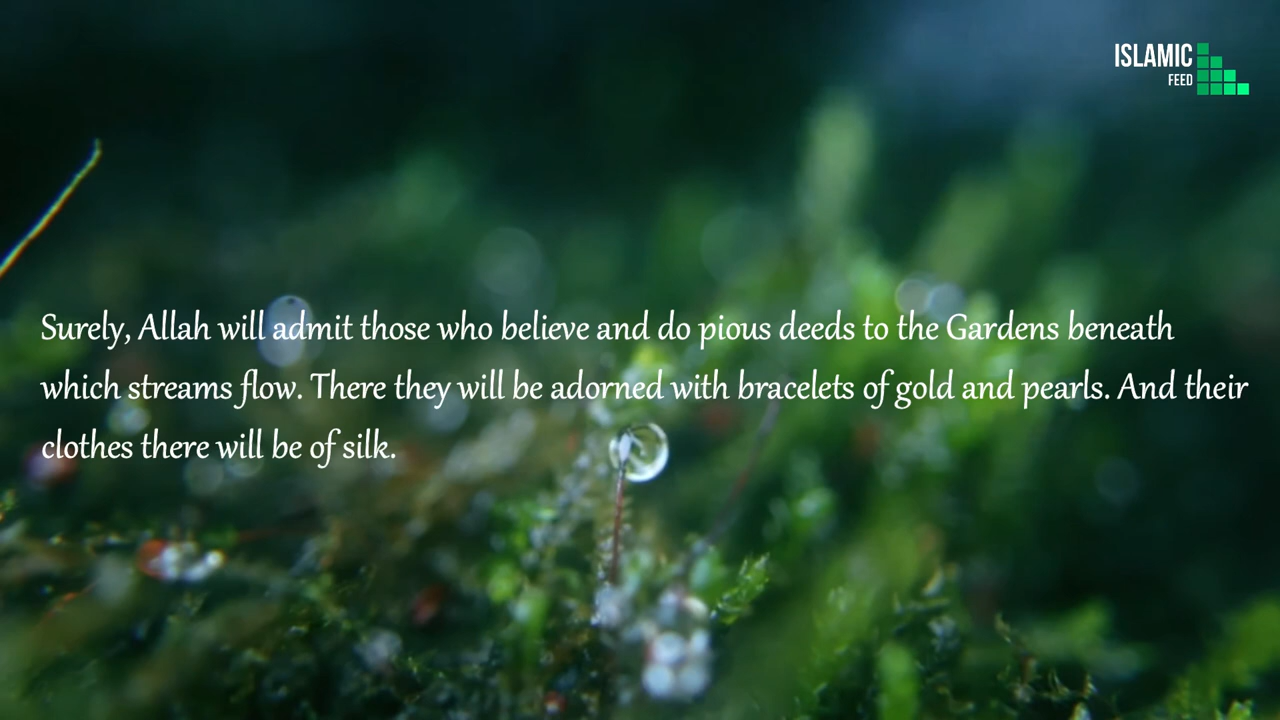 ISLAMIC
FEED
Surely, Allah will admit those who believe and do pious deeds to the Gardens beneath
which streams flow. There they will be adorned with bracelets of gold and pearls. And their
clothes there will be of silk.